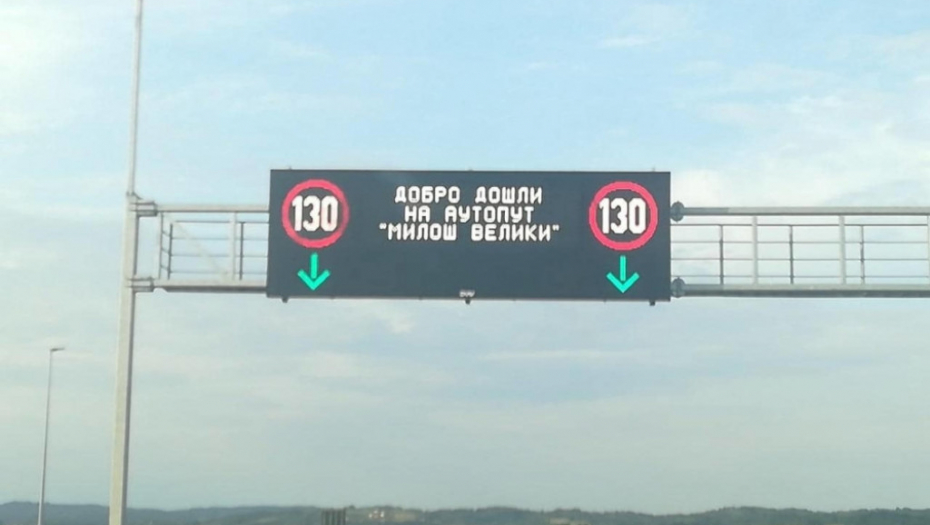 130
ДОБРО ДОШЛИ
НА АУТОПУТ
"МИЛОШ ВЕЛИКИ"
130